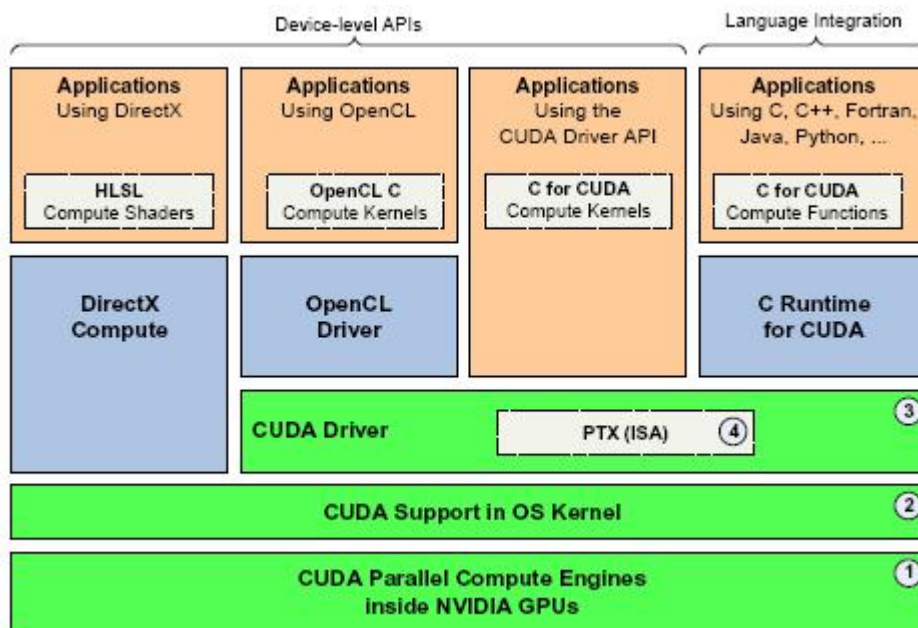 Device-level APIs
Language Integration
Applications
Using DirectX
HLSL
Compute Shaders
Applications
Using OpenCL
OpenCL C
Compute Kernels
Applications
Using the
CUDA Driver API
C for CUDA
Compute Kernels
Applications
Using C, C++, Fortran,
Java, Python, ...
C for CUDA
Compute Functions
DirectX
Compute
OpenCL
Driver
C Runtime
for CUDA
CUDA Driver
PTX (ISA)
4
3
CUDA Support in OS Kernel
2
CUDA Parallel Compute Engines
inside NVIDIA GPUs
1